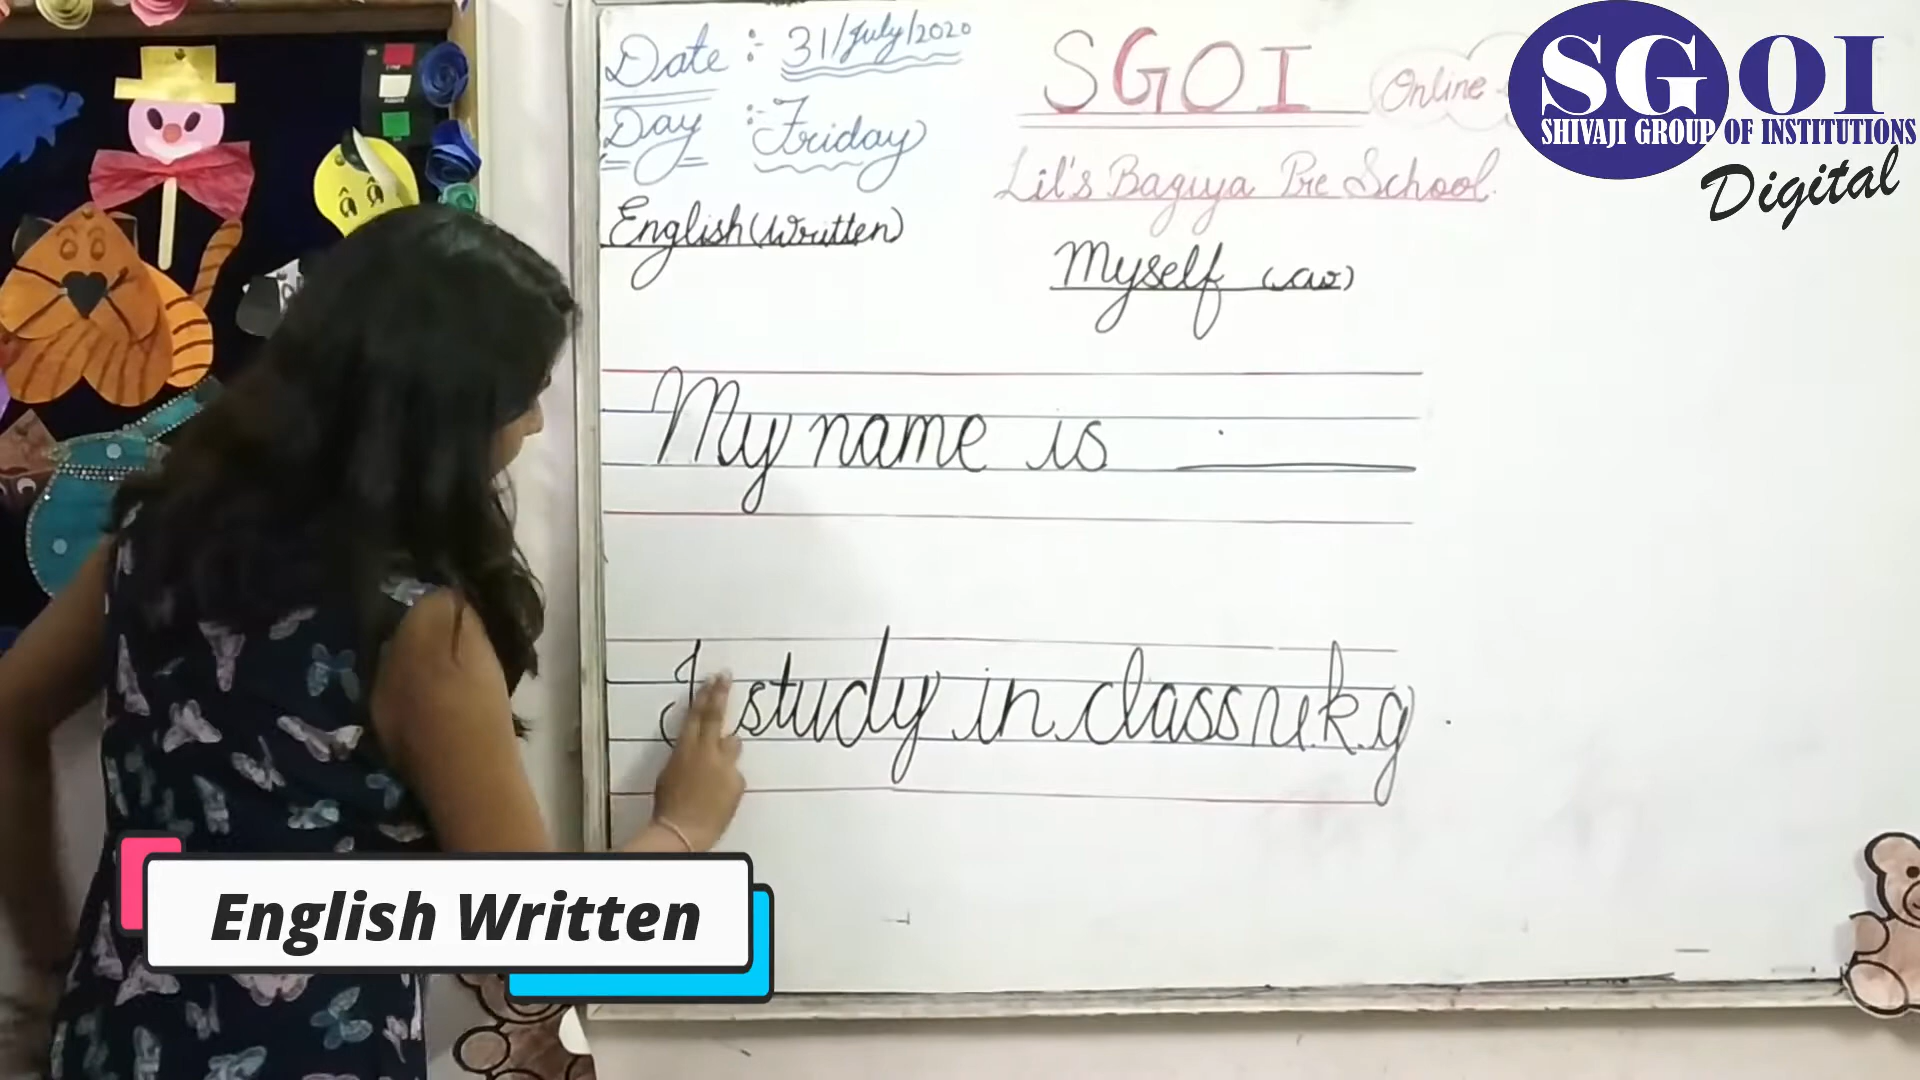 Date :- 31/July/2020
Day :- Friday
English (Written)
SGOI
Online
Lil's Bagiya Pre School.
Myself (cw)
SGOI
SHIVAJI GROUP OF INSTITUTIONS
Digital
My name is
I study in class u.k.g
English Written